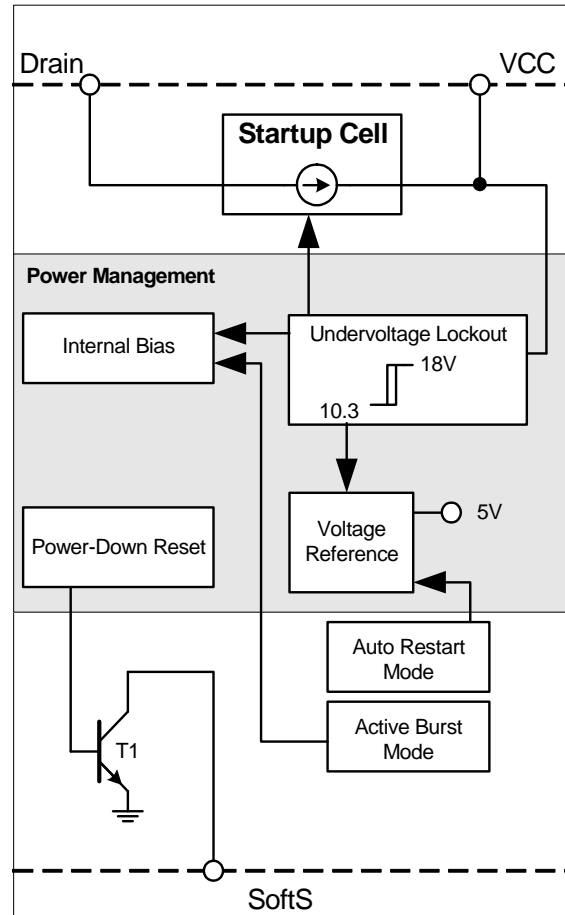 Drain
VCC
Startup Cell
Power Management
Internal Bias
Undervoltage Lockout
18V
10.3
Power-Down Reset
Voltage
Reference
5V
Auto Restart
Mode
Active Burst
Mode
T1
SoftS